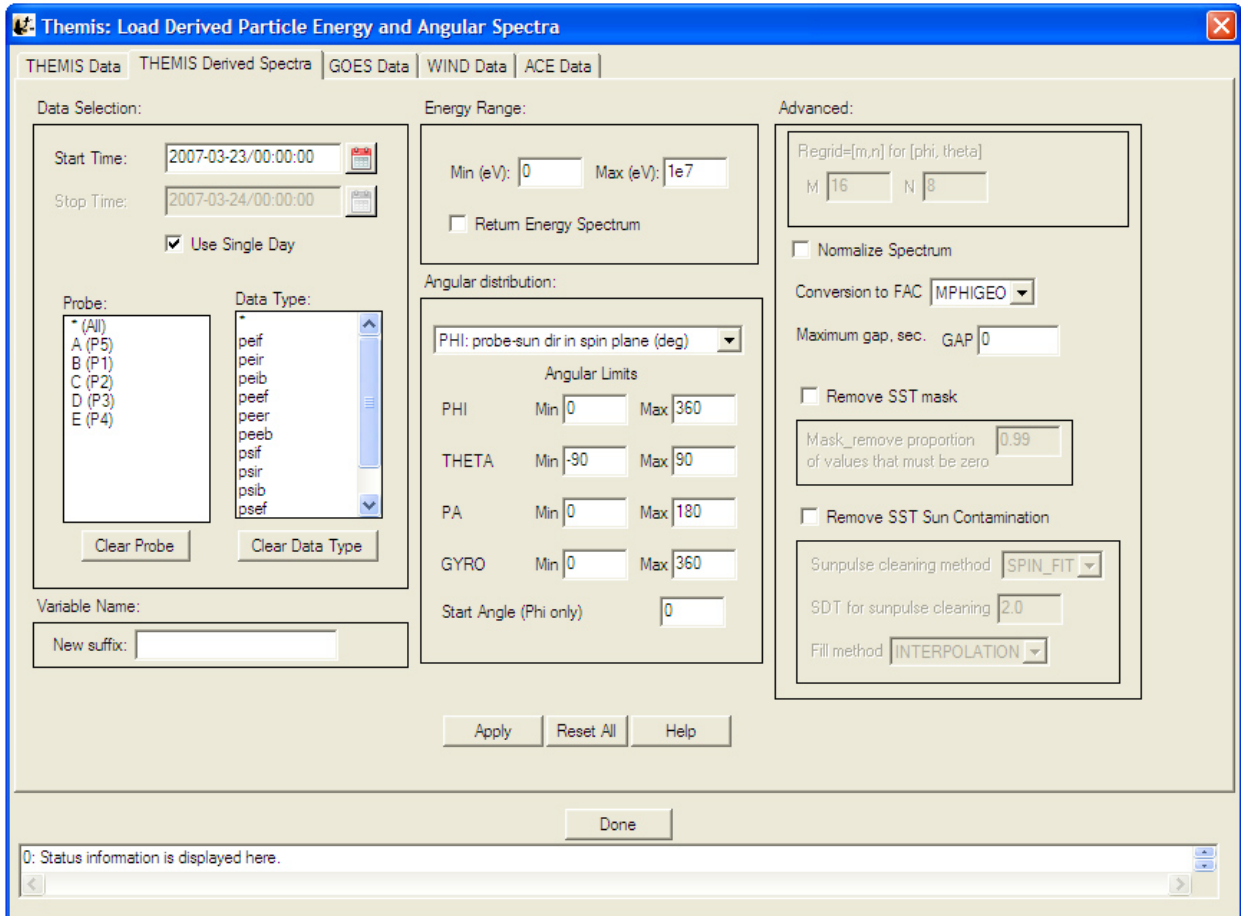 Themis: Load Derived Particle Energy and Angular Spectra
THEMIS Data THEMIS Derived Spectra GOES Data WIND Data ACE Data
Data Selection:
Start Time: 2007-03-23/00:00:00
Stop Time: 2007-03-24/00:00:00
Use Single Day
Probe:
* (All)
A (P5)
B (P1)
C (P2)
D (P3)
E (P4)
Clear Probe
Data Type:
*
peif
peir
peib
peef
peer
peeb
psif
psir
psib
psef
Clear Data Type
Variable Name:
New suffix:
Energy Range:
Min (eV): 0 Max (eV): 1e7
Return Energy Spectrum
Angular distribution:
PHI: probe-sun dir in spin plane (deg)
Angular Limits
PHI Min 0 Max 360
THETA Min -90 Max 90
PA Min 0 Max 180
GYRO Min 0 Max 360
Start Angle (Phi only) 0
Advanced:
Regrid=[m,n] for [phi, theta]
M 16 N 8
Normalize Spectrum
Conversion to FAC MPHIGEO
Maximum gap, sec. GAP 0
Remove SST mask
Mask_remove proportion 0.99
of values that must be zero
Remove SST Sun Contamination
Sunpulse cleaning method SPIN_FIT
SDT for sunpulse cleaning 2.0
Fill method INTERPOLATION
Apply Reset All Help
Done
0: Status information is displayed here.